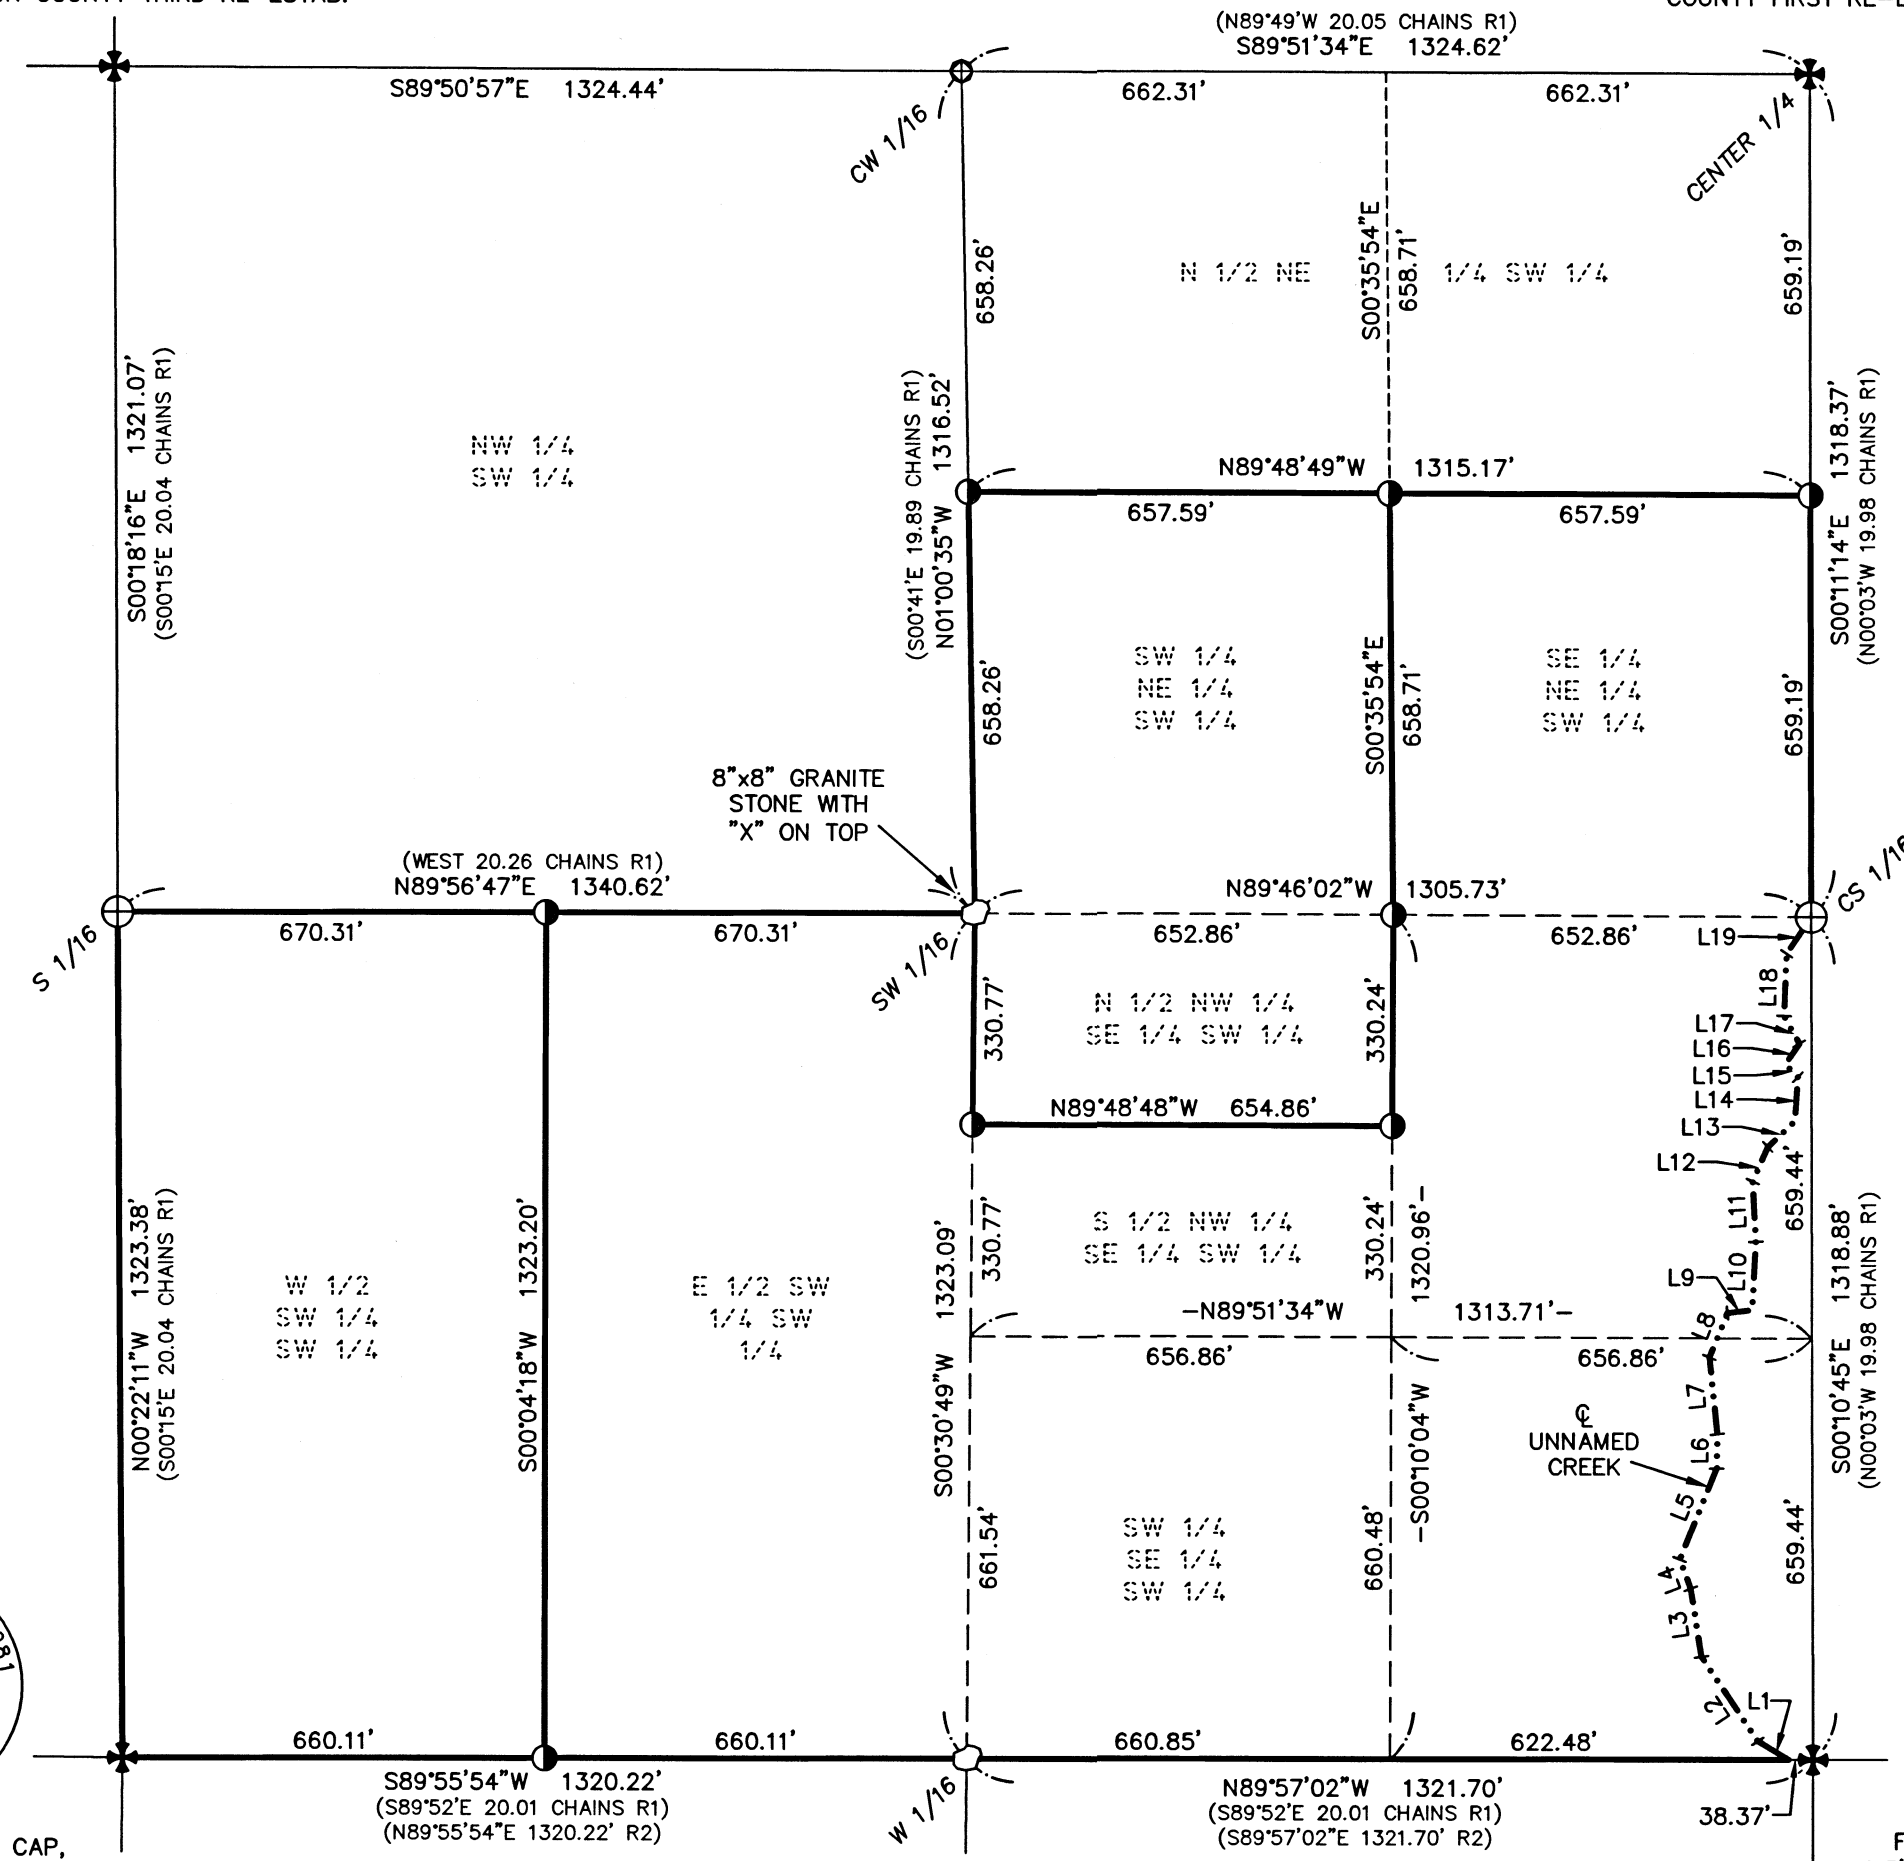 (N89°49'W 20.05 CHAINS R1)
S89°51'34"E 1324.62'
S89°50'57"E 1324.44'
662.31'
662.31'
CW 1/16
CENTER 1/4
658.26'
S00°35'54"E
658.71'
659.19'
N 1/2 NE 1/4 SW 1/4
S00°18'16"E 1321.07'
(S00°15'E 20.04 CHAINS R1)
NW 1/4
SW 1/4
(S00°41'E 19.89 CHAINS R1)
N01°00'35"W 1316.52'
S00°11'14"E 1318.37'
(N00°03'W 19.98 CHAINS R1)
N89°48'49"W 1315.17'
657.59'
657.59'
658.26'
SW 1/4
NE 1/4
SW 1/4
S00°35'54"E
658.71'
SE 1/4
NE 1/4
SW 1/4
659.19'
8"x8" GRANITE
STONE WITH
"X" ON TOP
(WEST 20.26 CHAINS R1)
N89°56'47"E 1340.62'
670.31'
670.31'
S 1/16
SW 1/16
N89°46'02"W 1305.73'
652.86'
652.86'
CS 1/16
L19
L18
L17
L16
L15
L14
L13
L12
L11
L10
L9
L8
L7
L6
L5
L4
L3
L2
L1
330.77'
N 1/2 NW 1/4
SE 1/4 SW 1/4
330.24'
N89°48'48"W 654.86'
659.44'
N00°22'11"W 1323.38'
(S00°15'E 20.04 CHAINS R1)
W 1/2
SW 1/4
SW 1/4
S00°04'18"W 1323.20'
E 1/2 SW
1/4 SW
1/4
S00°30'49"W 1323.09'
330.77'
S 1/2 NW 1/4
SE 1/4 SW 1/4
330.24'
-S00°10'04"W 1320.96'-
-N89°51'34"W 1313.71'-
656.86'
656.86'
S00°10'45"E 1318.88'
(N00°03'W 19.98 CHAINS R1)
UNNAMED
CREEK
661.54'
SW 1/4
SE 1/4
SW 1/4
660.48'
659.44'
660.11'
660.11'
660.85'
622.48'
S89°55'54"W 1320.22'
(S89°52'E 20.01 CHAINS R1)
(N89°55'54"E 1320.22' R2)
W 1/16
N89°57'02"W 1321.70'
(S89°52'E 20.01 CHAINS R1)
(S89°57'02"E 1321.70' R2)
38.37'
CAP,